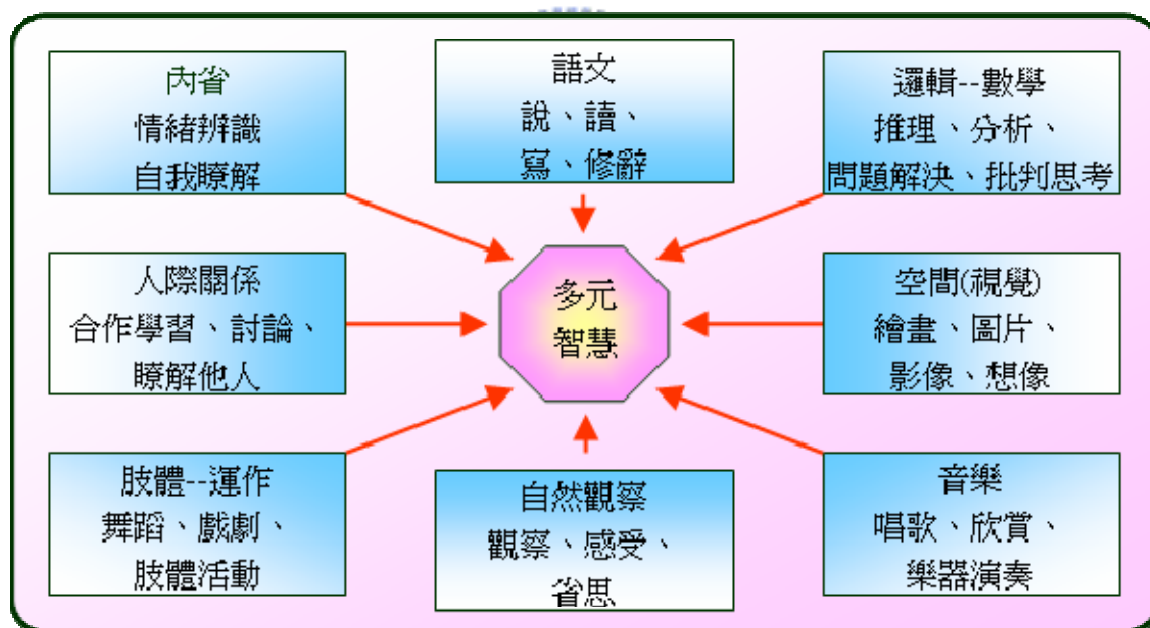 內省
情緒辨識
自我瞭解
語文
說、讀、
寫、修辭
邏輯--數學
推理、分析、
問題解決、批判思考
人際關係
合作學習、討論、
瞭解他人
多元
智慧
空間(視覺)
繪畫、圖片、
影像、想像
肢體--運作
舞蹈、戲劇、
肢體活動
自然觀察
觀察、感受、
省思
音樂
唱歌、欣賞、
樂器演奏